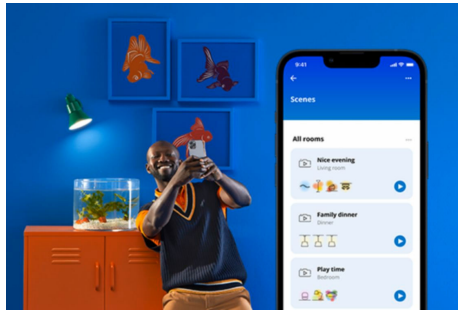 9:41
Scenes
All rooms
Nice evening
Living room
Family dinner
Dinner
Play time
Bedroom